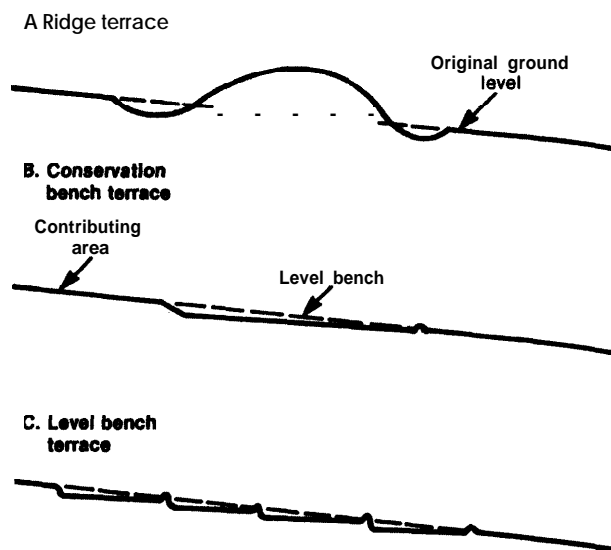 A Ridge terrace
Original ground
level
B. Conservation
bench terrace
Contributing
area
Level bench
C. Level bench
terrace